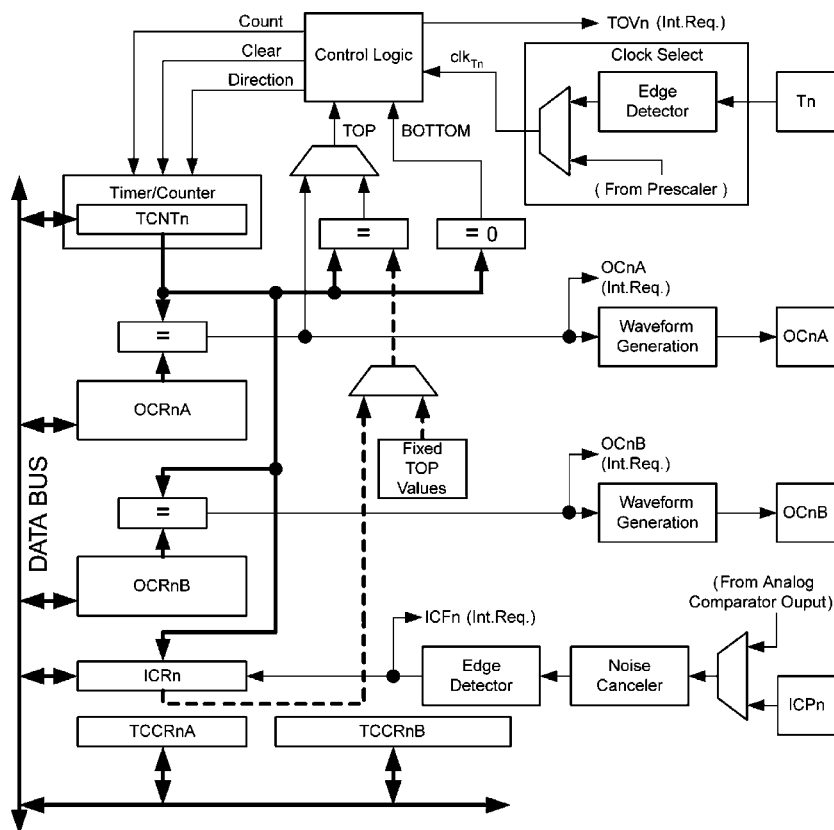 Count
Clear
Direction
Control Logic
TOVn (Int.Req.)
clkTn
Clock Select
Edge
Detector
Tn
( From Prescaler )
TOP
BOTTOM
Timer/Counter
TCNTn
=
= 0
OCnA
(Int.Req.)
=
Waveform
Generation
OCnA
OCRnA
Fixed
TOP
Values
OCnB
(Int.Req.)
=
Waveform
Generation
OCnB
DATA BUS
OCRnB
(From Analog
Comparator Ouput)
ICFn (Int.Req.)
ICRn
Edge
Detector
Noise
Canceler
ICPn
TCCRnA
TCCRnB